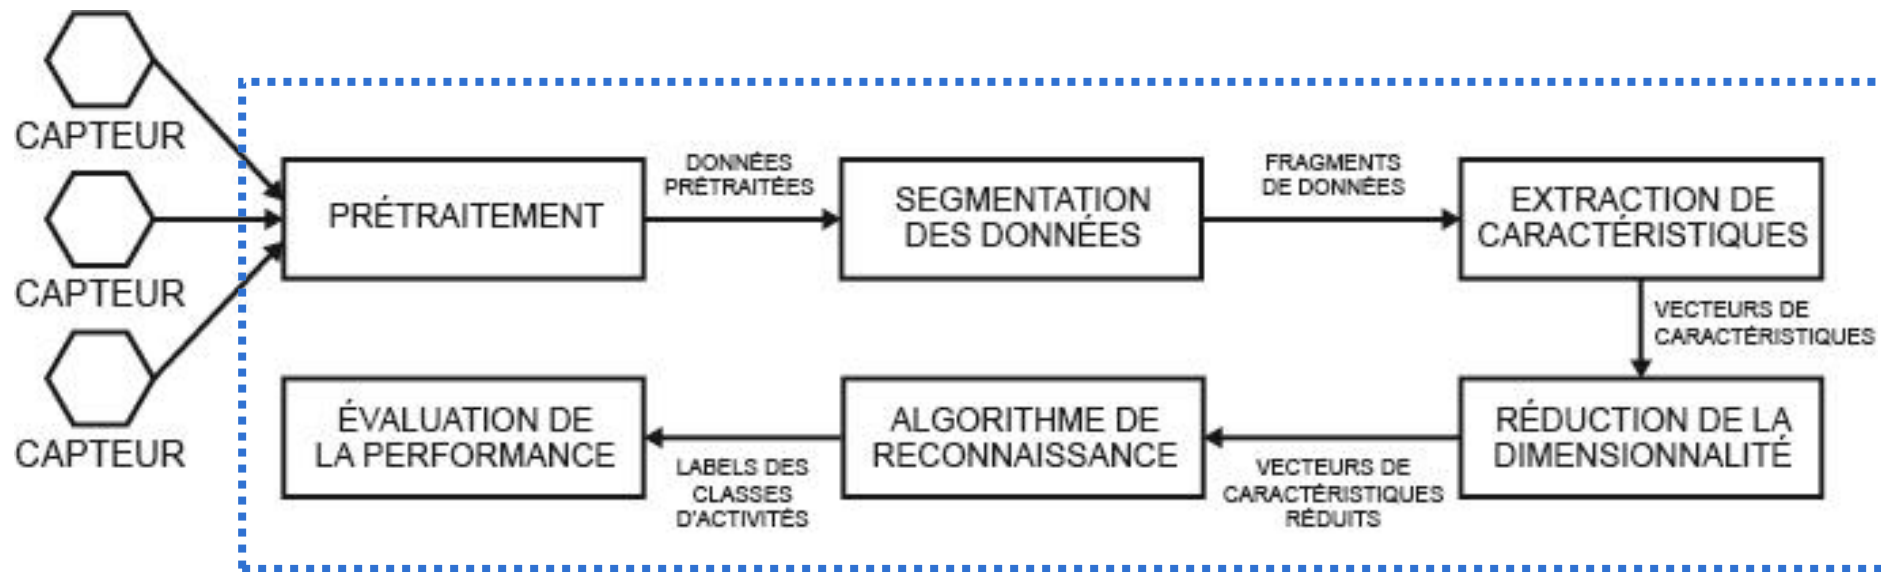 CAPTEUR
CAPTEUR
CAPTEUR
PRÉTRAITEMENT
DONNÉES
PRÉTRAITÉES
SEGMENTATION
DES DONNÉES
FRAGMENTS
DE DONNÉES
EXTRACTION DE
CARACTÉRISTIQUES
VECTEURS DE
CARACTÉRISTIQUES
RÉDUCTION DE LA
DIMENSIONNALITÉ
VECTEURS DE
CARACTÉRISTIQUES
RÉDUITS
ALGORITHME DE
RECONNAISSANCE
LABELS DES
CLASSES
D'ACTIVITÉS
ÉVALUATION DE
LA PERFORMANCE